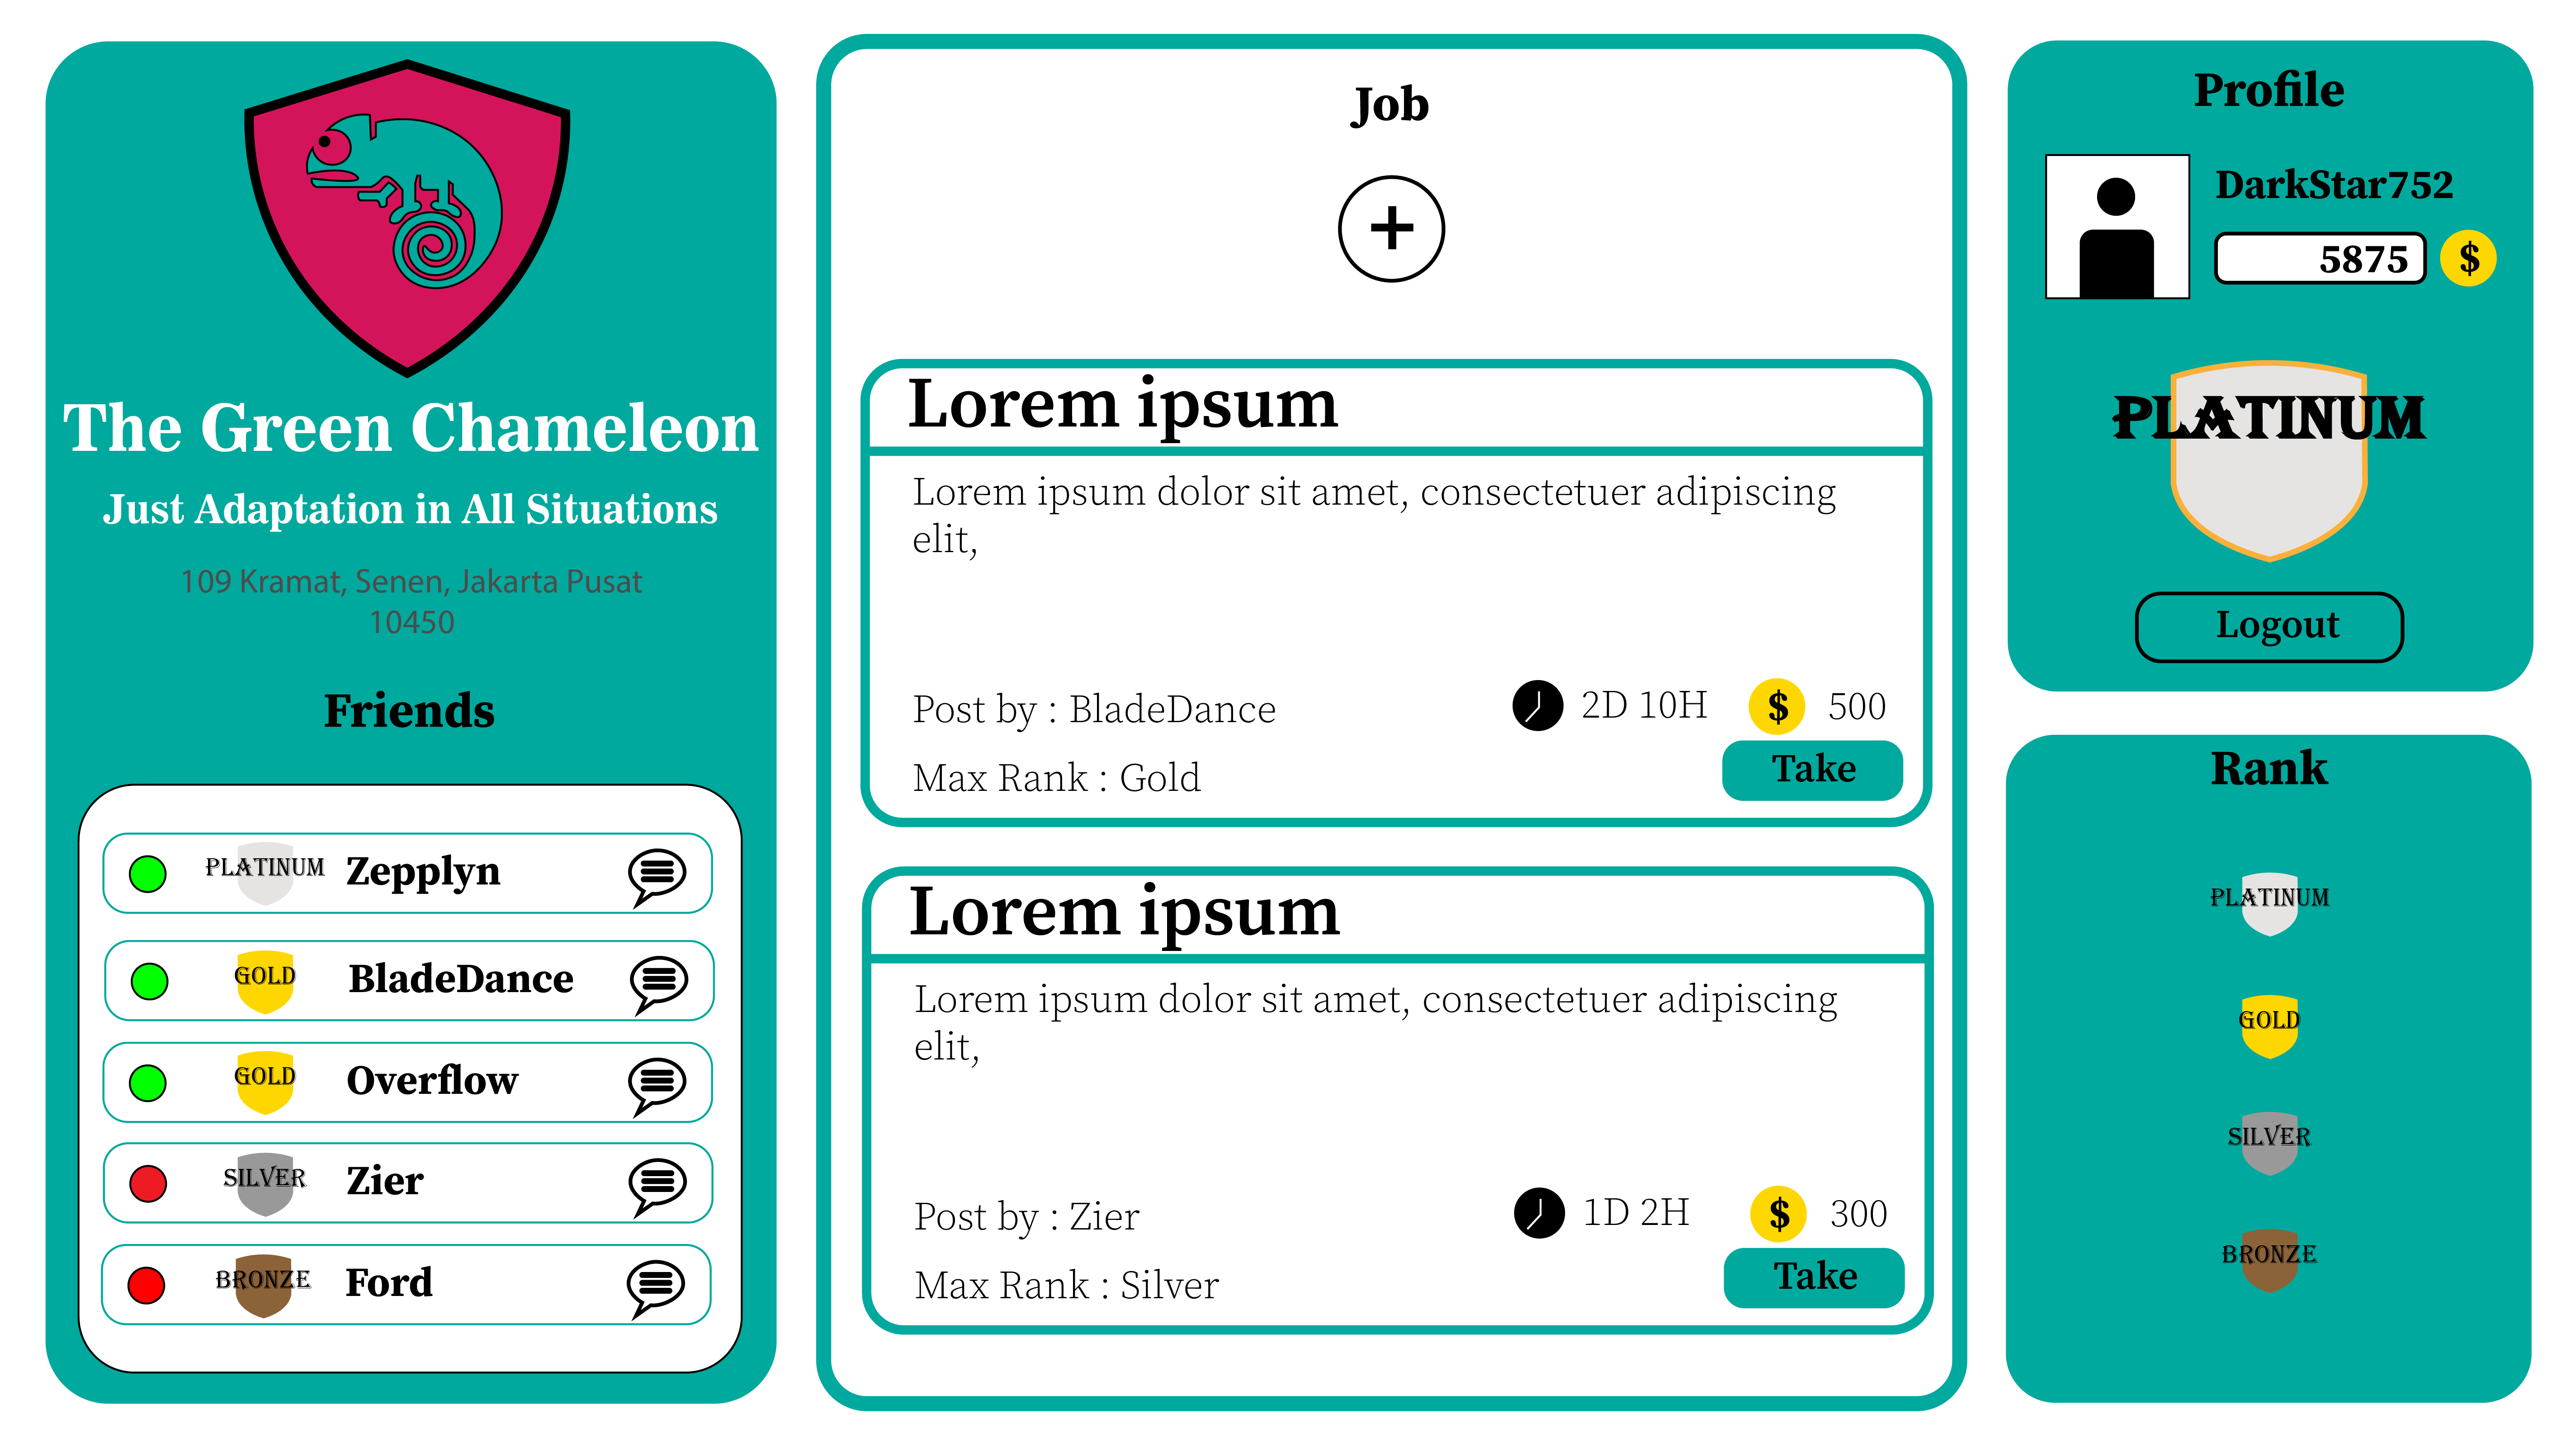 The Green Chameleon
Just Adaptation in All Situations
109 Kramat, Senen, Jakarta Pusat
10450
Friends
PLATINUM Zepplyn
GOLD BladeDance
GOLD Overflow
SILVER Zier
BRONZE Ford
Job
+
Lorem ipsum
Lorem ipsum dolor sit amet, consectetuer adipiscing
elit,
Post by : BladeDance 2D 10H $ 500
Max Rank : Gold Take
Lorem ipsum
Lorem ipsum dolor sit amet, consectetuer adipiscing
elit,
Post by : Zier 1D 2H $ 300
Max Rank : Silver Take
Profile
DarkStar752
5875 $
PLATINUM
Logout
Rank
PLATINUM
GOLD
SILVER
BRONZE